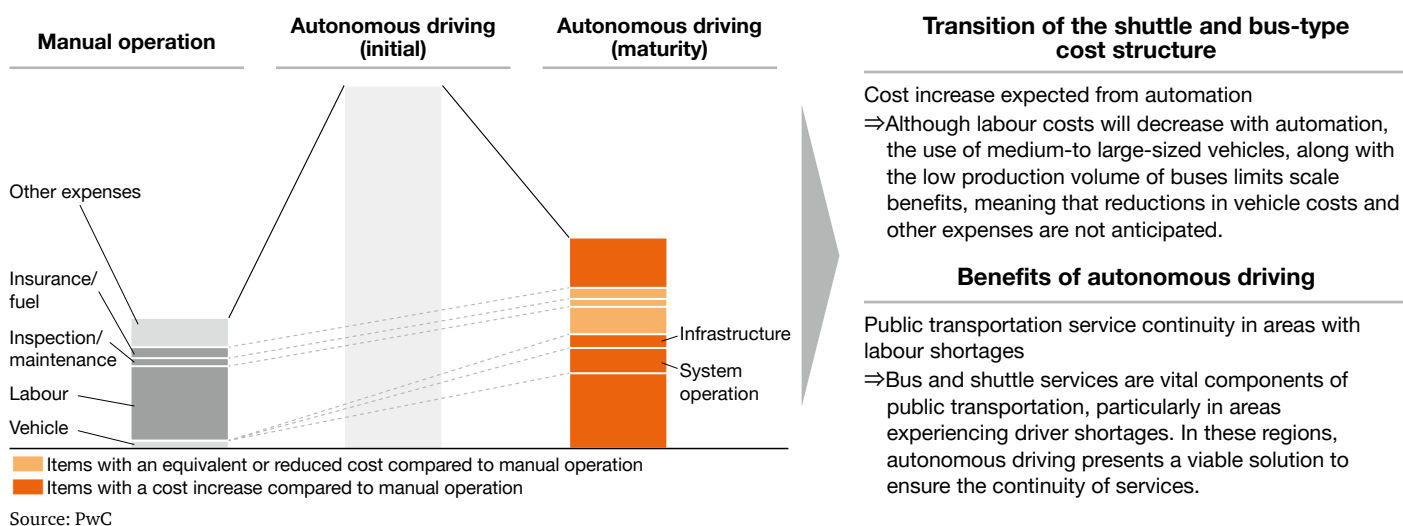 Manual operation
Autonomous driving
(initial)
Autonomous driving
(maturity)
Other expenses
Insurance/
fuel
Inspection/
maintenance
Labour
Vehicle
Infrastructure
System
operation
Items with an equivalent or reduced cost compared to manual operation
Items with a cost increase compared to manual operation
Source: PwC
Transition of the shuttle and bus-type
cost structure
Cost increase expected from automation
⇒Although labour costs will decrease with automation,
the use of medium-to large-sized vehicles, along with
the low production volume of buses limits scale
benefits, meaning that reductions in vehicle costs and
other expenses are not anticipated.
Benefits of autonomous driving
Public transportation service continuity in areas with
labour shortages
⇒Bus and shuttle services are vital components of
public transportation, particularly in areas
experiencing driver shortages. In these regions,
autonomous driving presents a viable solution to
ensure the continuity of services.